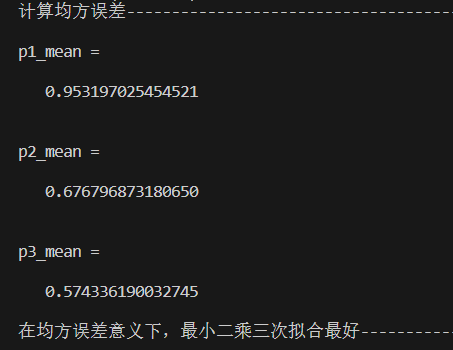 计算均方误差-------------------------------------
p1_mean =
0.953197025454521
p2_mean =
0.676796873180650
p3_mean =
0.574336190032745
在均方误差意义下，最小二乘三次拟合最好-----------